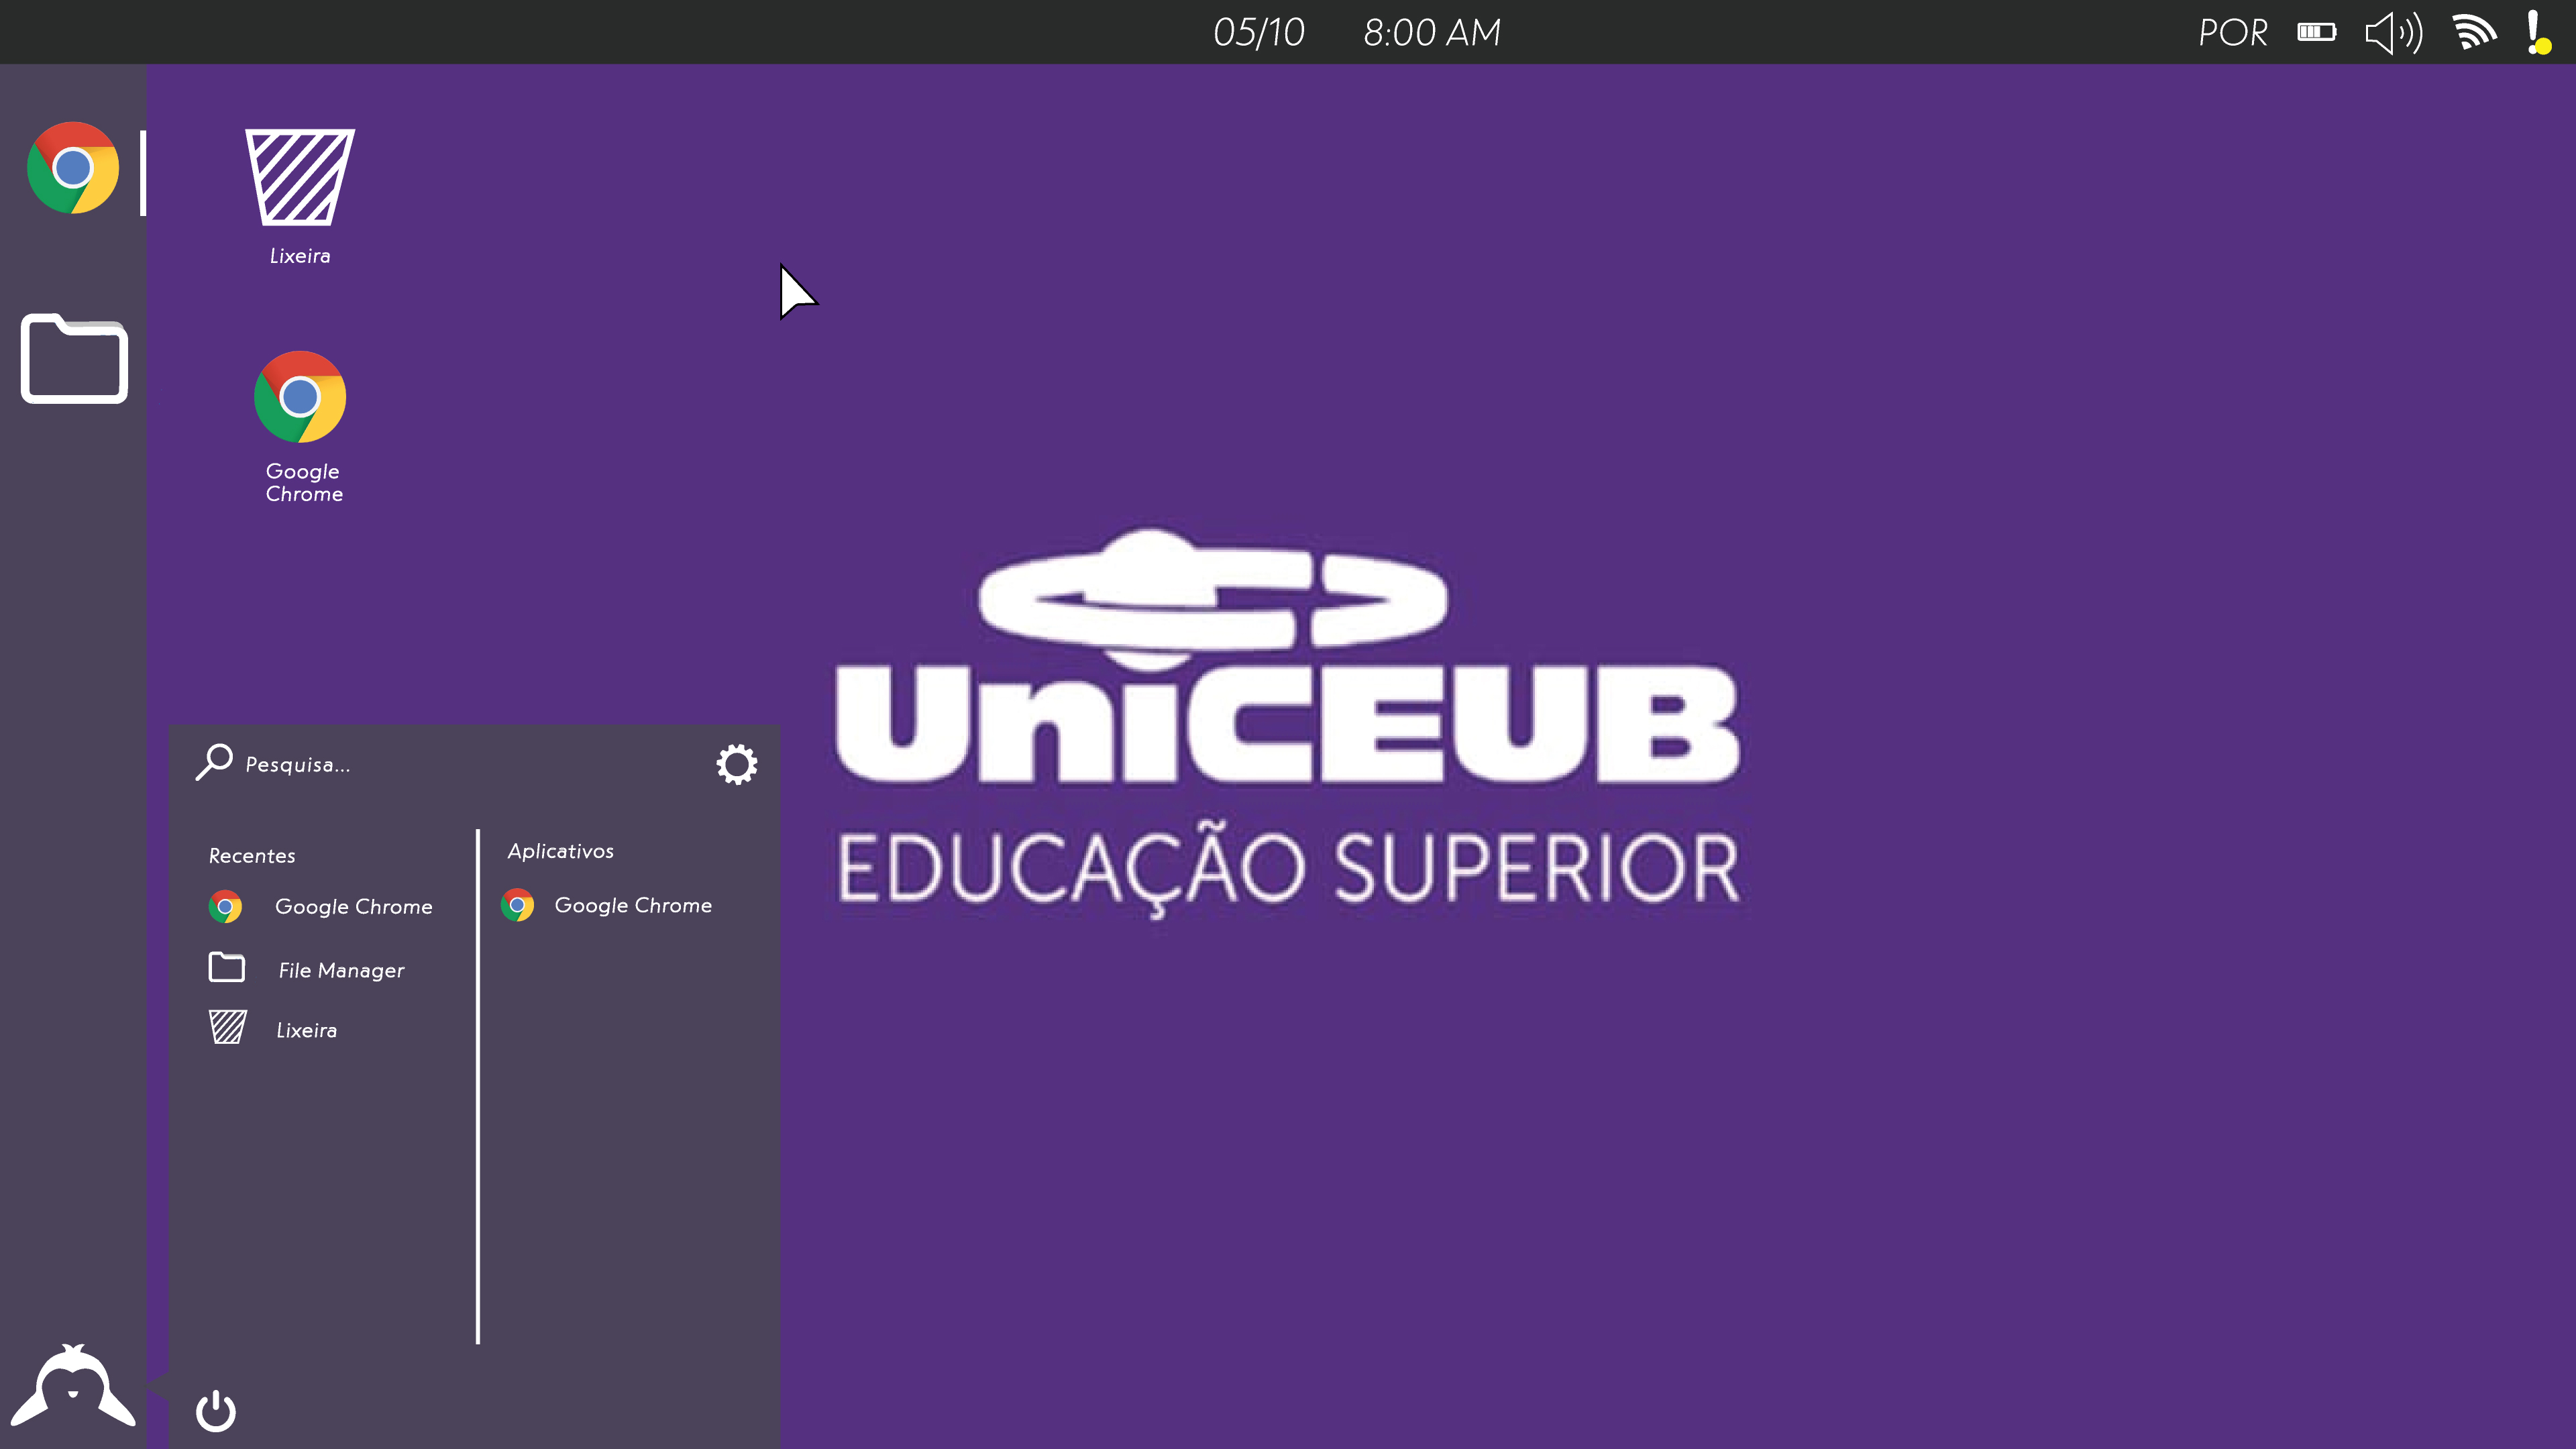 05/10 8:00 AM POR
Lixeira
Google
Chrome
UniCEUB
EDUCAÇÃO SUPERIOR
Pesquisa...
Recentes
Google Chrome
File Manager
Lixeira
Aplicativos
Google Chrome